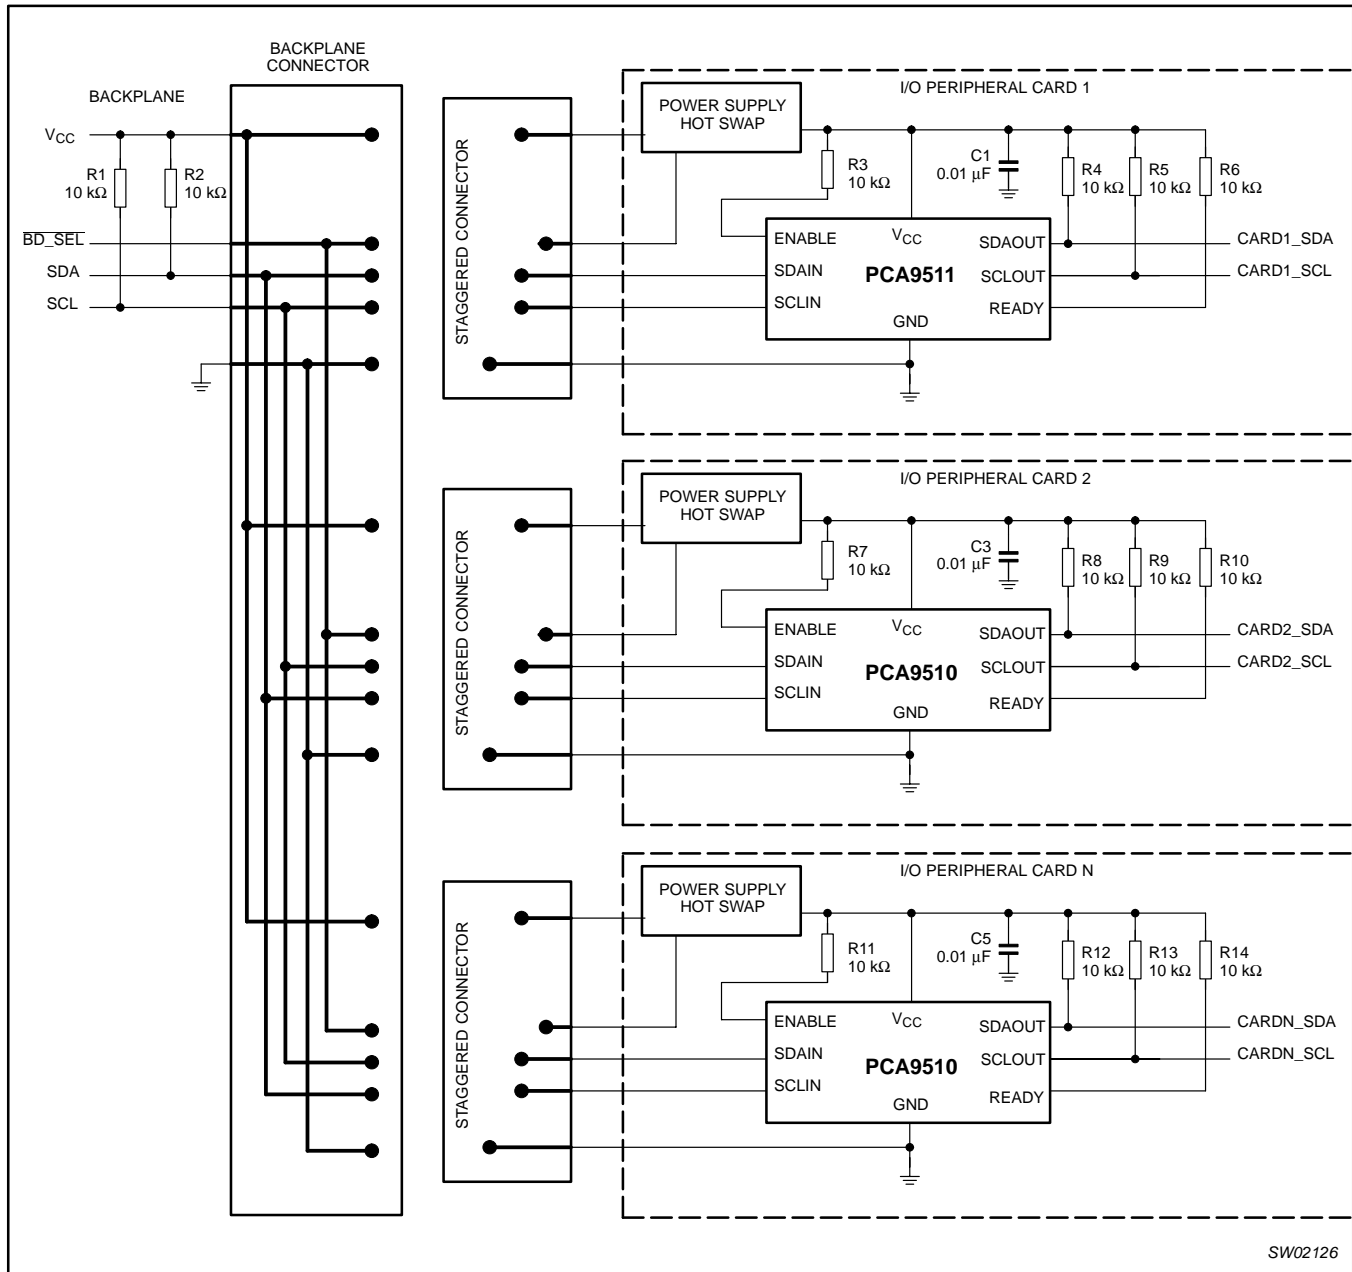 BACKPLANE
CONNECTOR
BACKPLANE
VCC
R1
10 kΩ
R2
10 kΩ
BD_SEL
SDA
SCL
STAGGERED CONNECTOR
I/O PERIPHERAL CARD 1
POWER SUPPLY
HOT SWAP
R3
10 kΩ
C1
0.01 μF
R4
10 kΩ
R5
10 kΩ
R6
10 kΩ
ENABLE
VCC
SDAOUT
CARD1_SDA
SDAIN
PCA9511
SCLOUT
CARD1_SCL
SCLIN
READY
GND
STAGGERED CONNECTOR
I/O PERIPHERAL CARD 2
POWER SUPPLY
HOT SWAP
R7
10 kΩ
C3
0.01 μF
R8
10 kΩ
R9
10 kΩ
R10
10 kΩ
ENABLE
VCC
SDAOUT
CARD2_SDA
SDAIN
PCA9510
SCLOUT
CARD2_SCL
SCLIN
READY
GND
STAGGERED CONNECTOR
I/O PERIPHERAL CARD N
POWER SUPPLY
HOT SWAP
R11
10 kΩ
C5
0.01 μF
R12
10 kΩ
R13
10 kΩ
R14
10 kΩ
ENABLE
VCC
SDAOUT
CARDN_SDA
SDAIN
PCA9510
SCLOUT
CARDN_SCL
SCLIN
READY
GND
SW02126